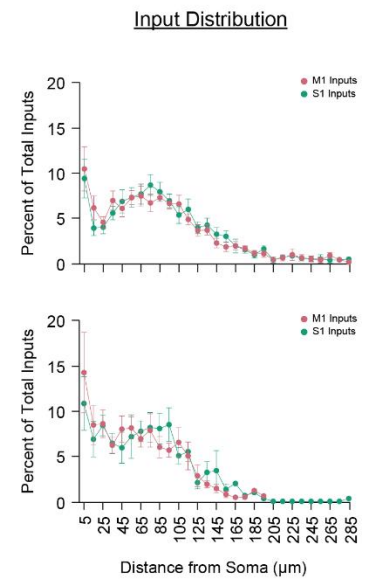 Input Distribution
M1 Inputs
S1 Inputs
Percent of Total Inputs
20
15
10
5
0
M1 Inputs
S1 Inputs
Percent of Total Inputs
20
15
10
5
0
5 25 45 65 85 105 125 145 165 185 205 225 245 265 285
Distance from Soma (μm)